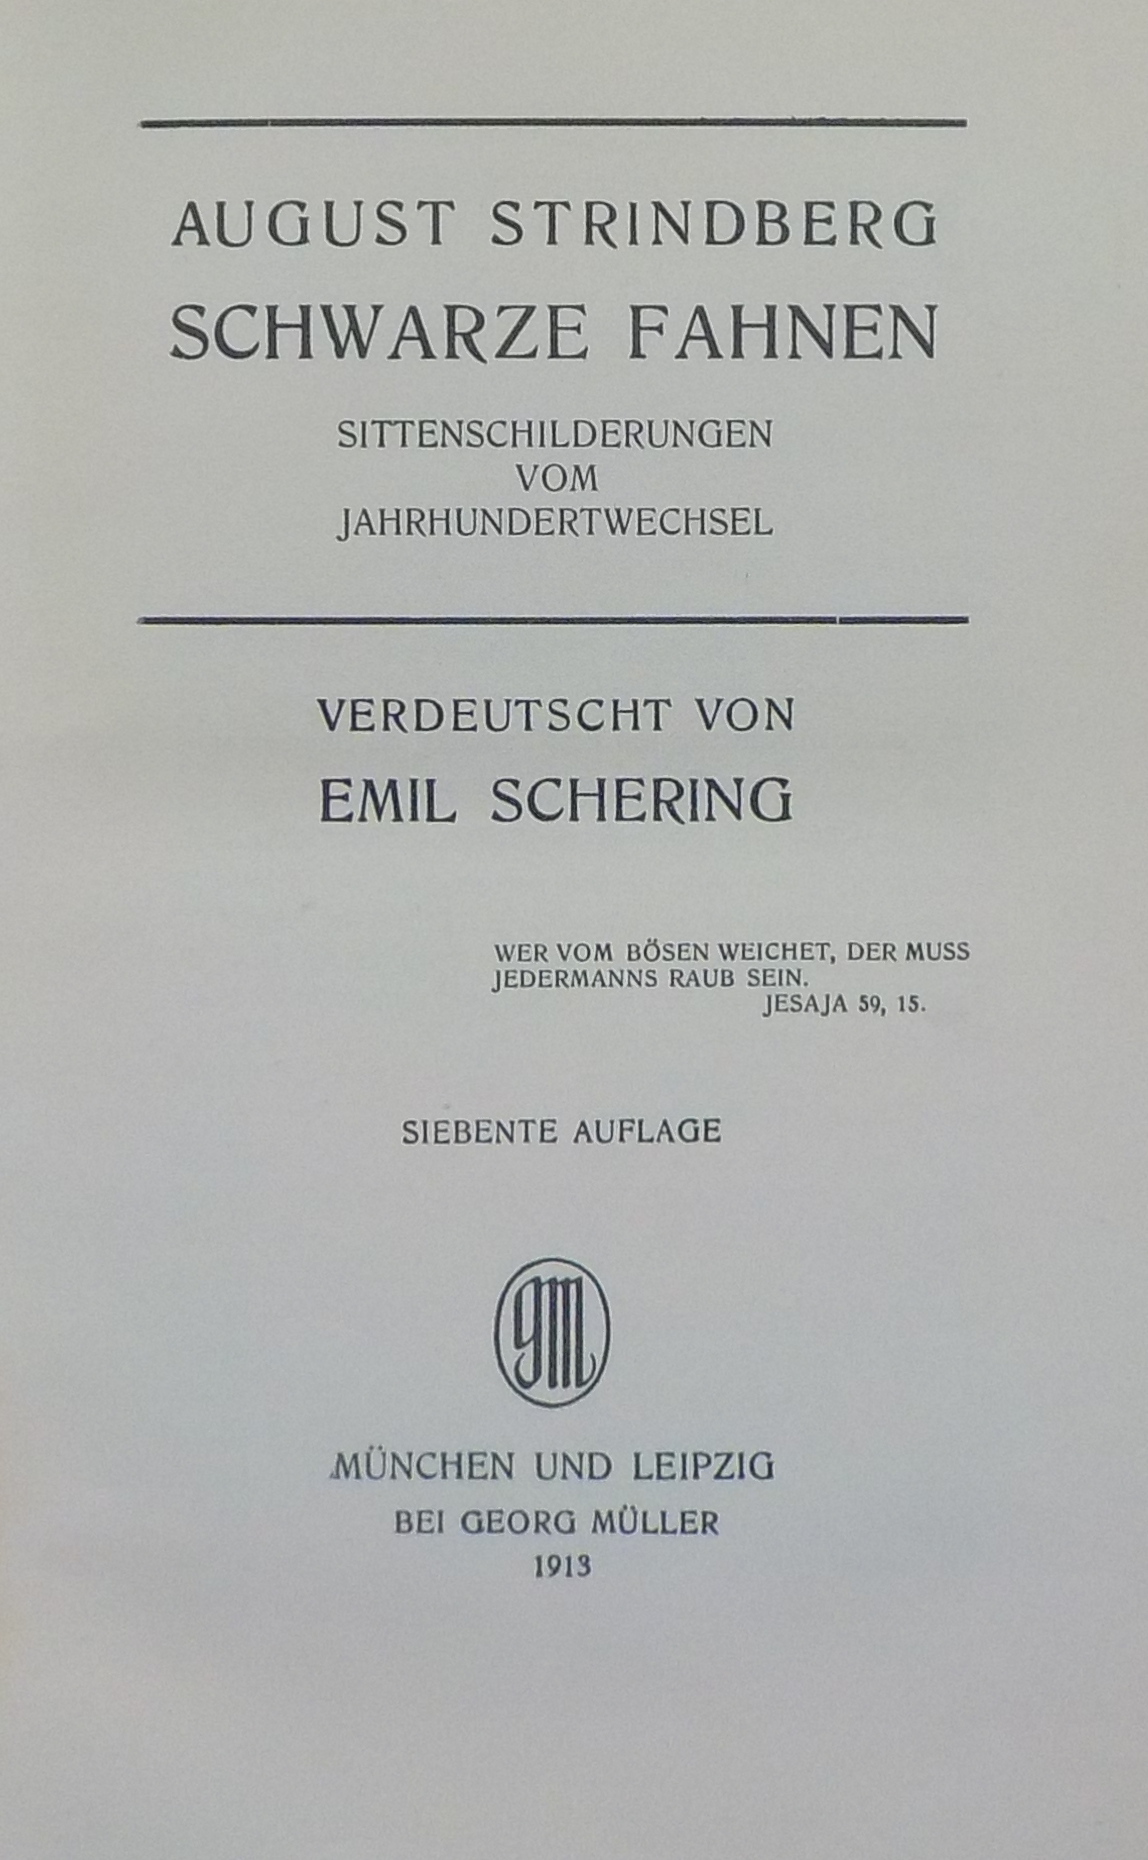 AUGUST STRINDBERG
SCHWARZE FAHNEN
SITTENSCHILDERUNGEN
VOM
JAHRHUNDERTWECHSEL
VERDEUTSCHT VON
EMIL SCHERING
WER VOM BÖSEN WEICHET, DER MUSS
JEDERMANNS RAUB SEIN.
JESAJA 59, 15.
SIEBENTE AUFLAGE
GM
MÜNCHEN UND LEIPZIG
BEI GEORG MÜLLER
1913